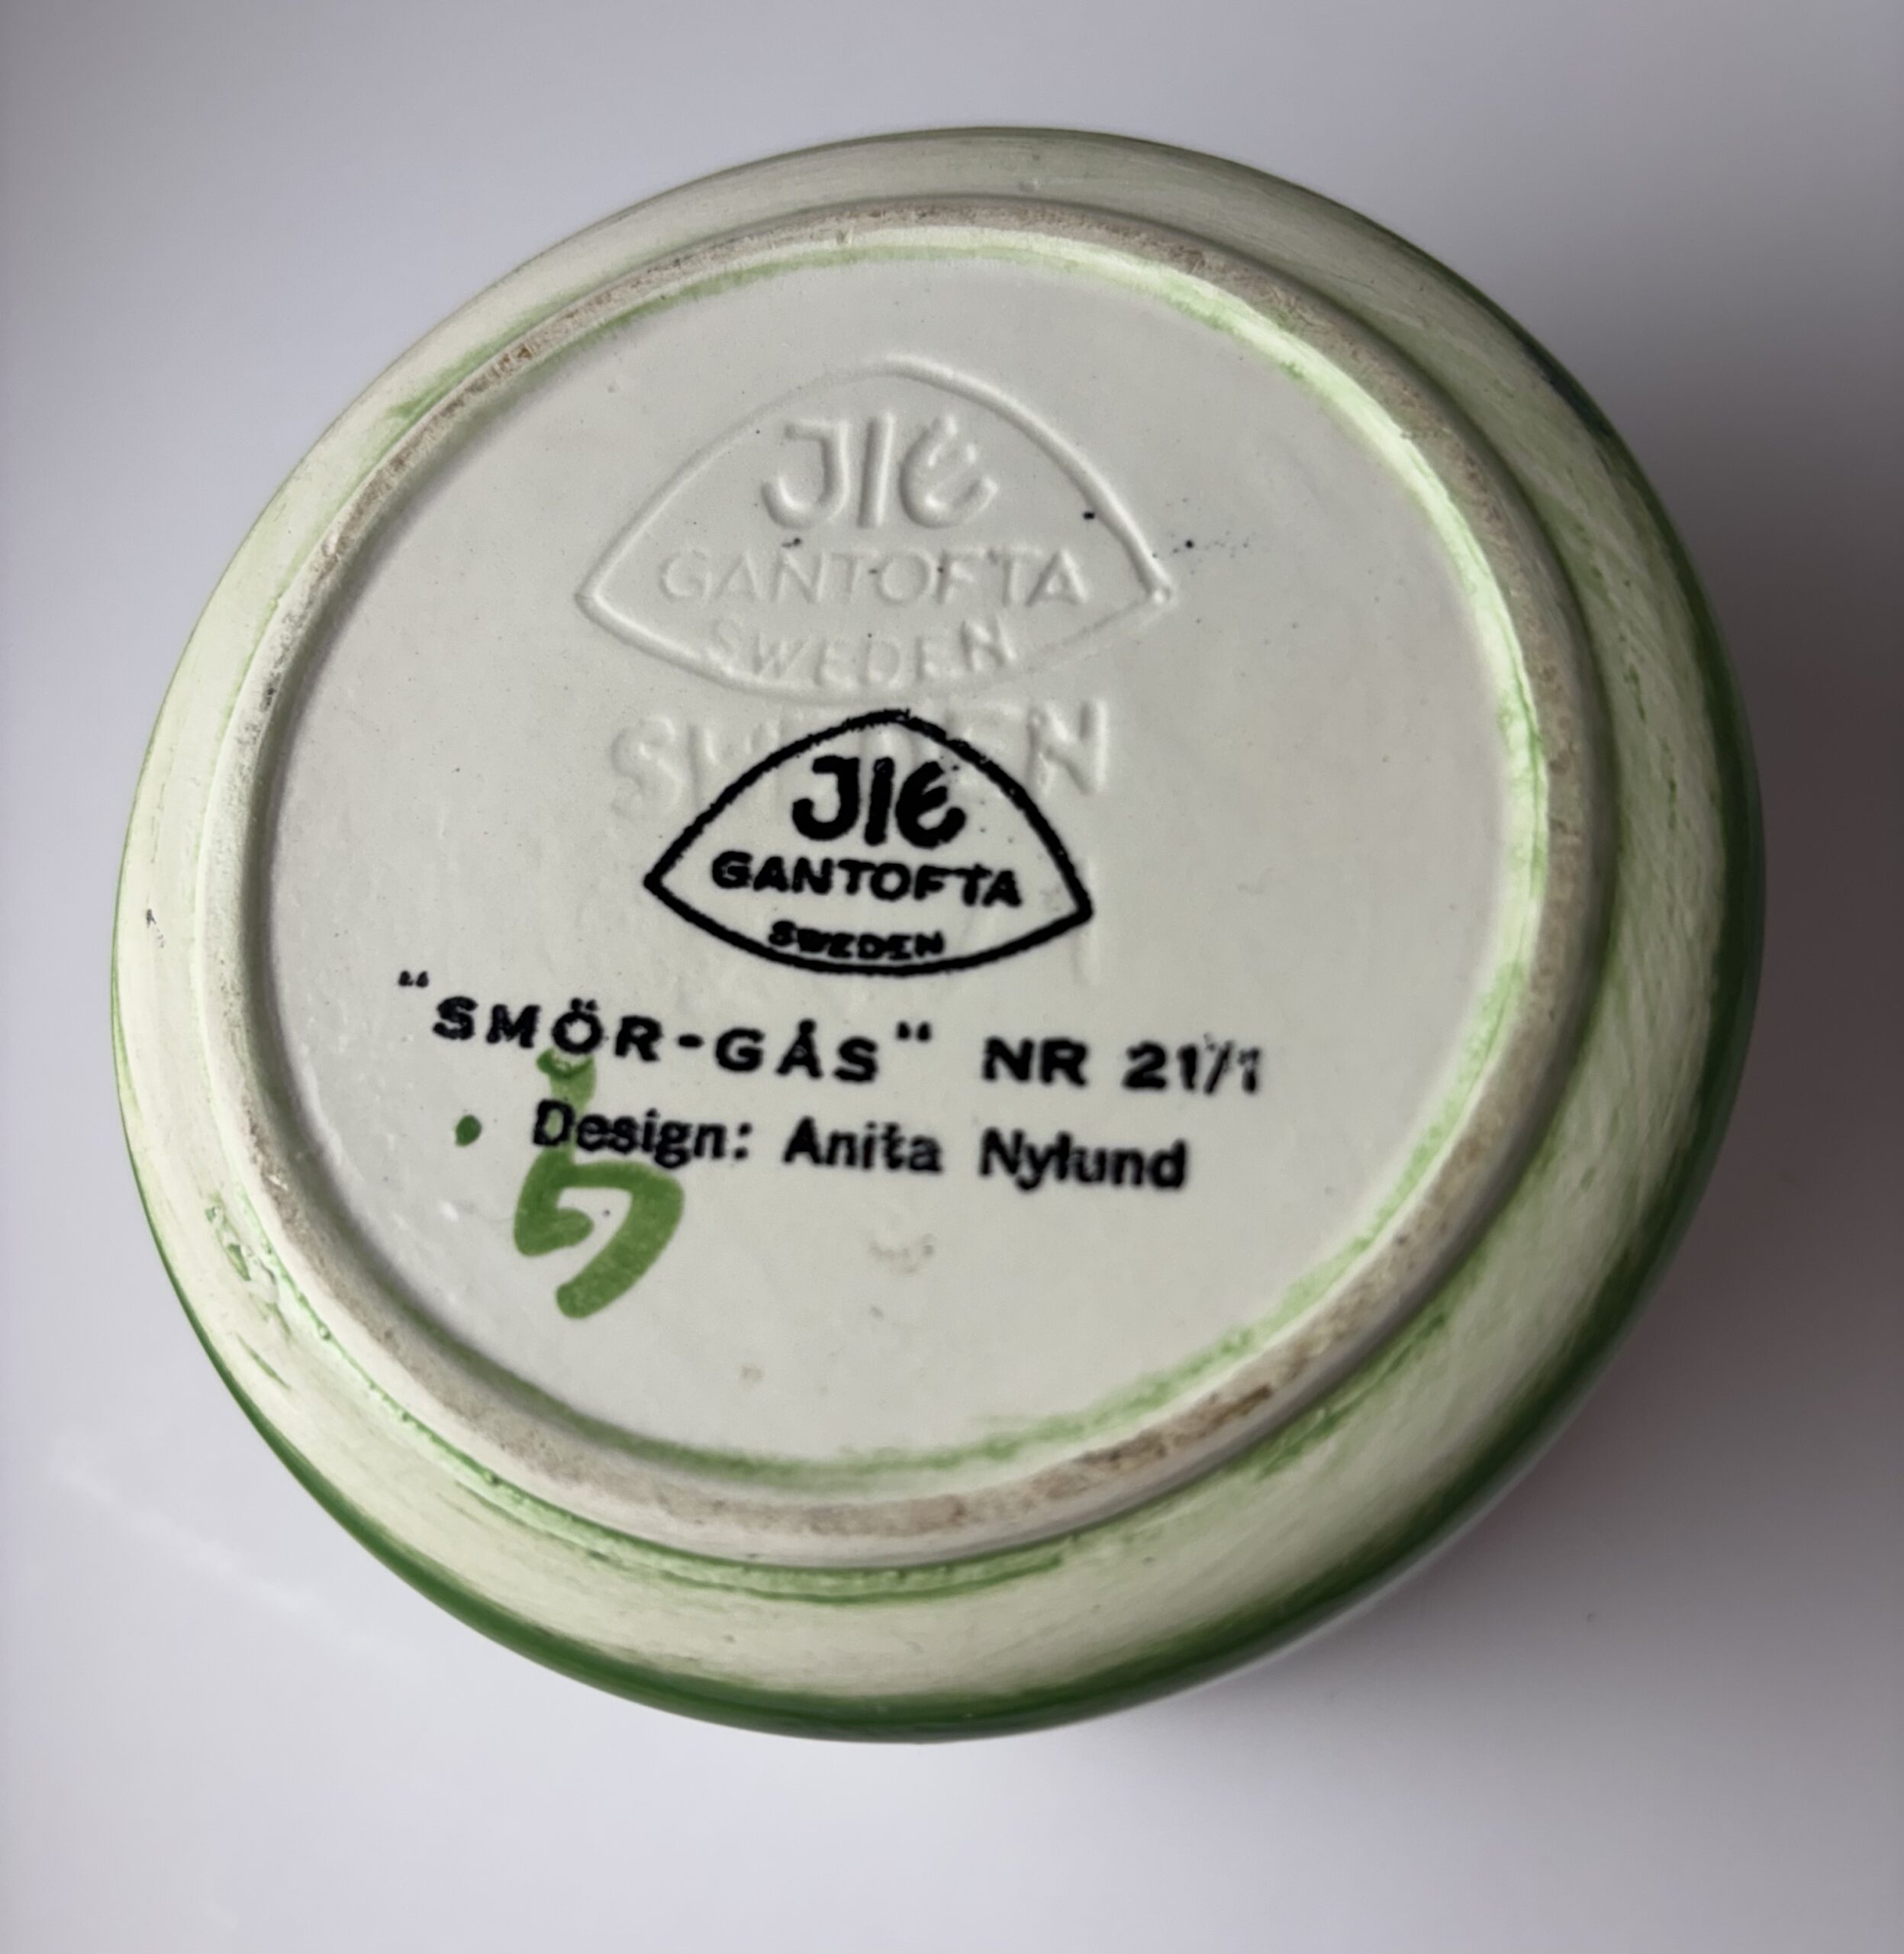 JIE
GANTOFTA
SWEDEN
SWEDEN
JIE
GANTOFTA
SWEDEN
"SMÖR-GÅS" NR 21/1
Design: Anita Nylund